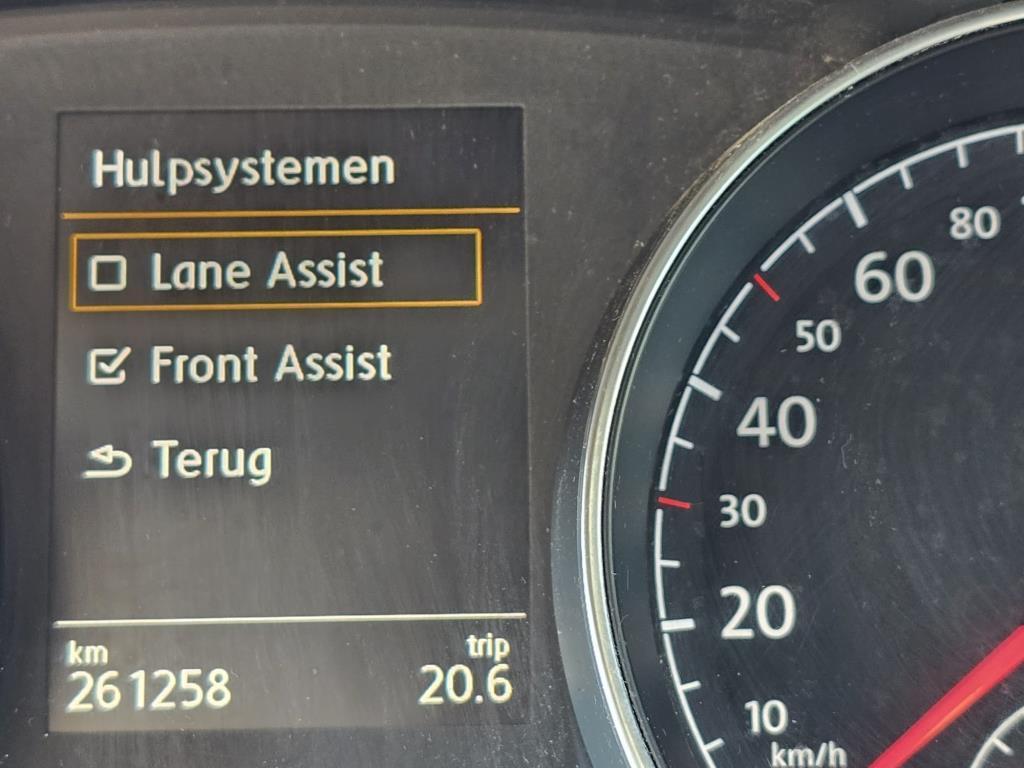 Hulpsystemen
Lane Assist
Front Assist
Terug
km
trip
261258
20.6
80
60
50
40
30
20
10
km/h